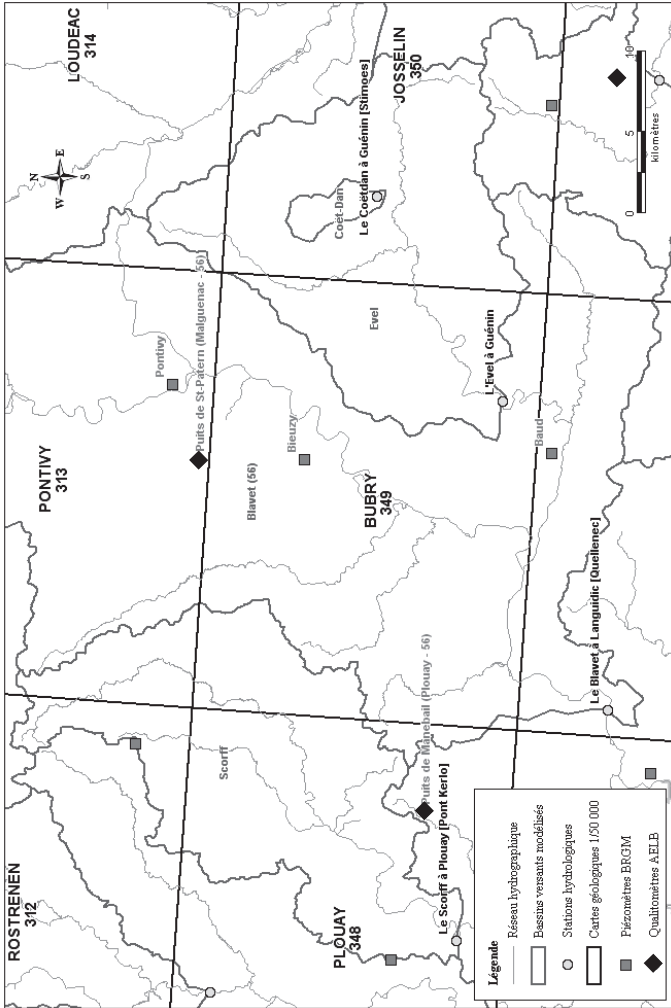 ROSTRENEN
312
PONTIVY
313
LOUDEAC
314
N
W
E
S
Pontivy
Puits de St-Patern (Malguenac - 56)
Scorff
Blavet (56)
Bieuzy
Coët-Dan
Le Coëtdan à Guénin [Stimoes]
Evel
PLOUAY
348
BUBRY
349
JOSSELIN
350
Puits de Mánebail (Plouay - 56)
Le Scorff à Plouay [Pont Kerlo]
L'Evel à Guénin
Baud
Le Blavet à Languidic [Quellenec]
Légende
Réseau hydrographique
Bassins versants modélisés
Stations hydrologiques
Cartes géologiques 1/50 000
Piézomètres BRGM
Qualitomètres AELB
0
5
10
kilomètres